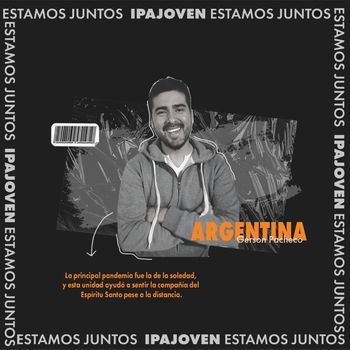 ESTAMOS JUNTOS IPAJOVEN ESTAMOS JUNTOS
ESTAMOS JUNTOS IPAJOVEN ESTAMOS JUNTOS
ARGENTINA
Gerson Pacheco
La principal pandemia fue la de la soledad,
y esta unidad ayudó a sentir la compañía del
Espíritu Santo pese a la distancia.
ESTAMOS JUNTOS IPAJOVEN ESTAMOS JUNTOS
ESTAMOS JUNTOS IPAJOVEN ESTAMOS JUNTOS